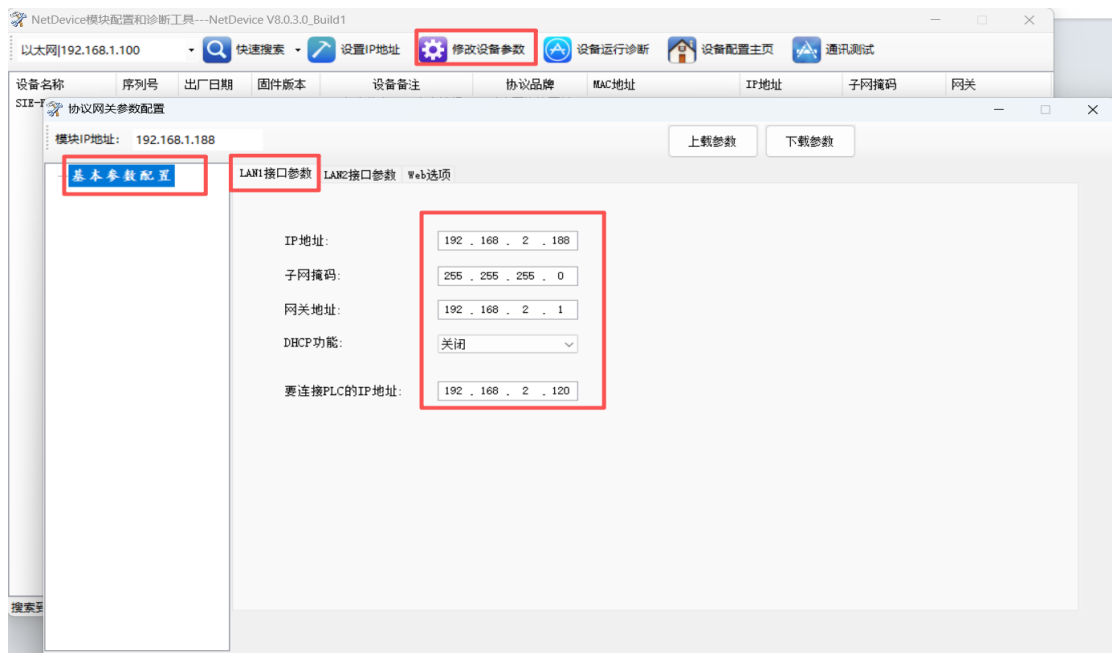 NetDevice模块配置和诊断工具---NetDevice V8.0.3.0_Build1
以太网|192.168.1.100 快速搜索 设置IP地址 修改设备参数 设备运行诊断 设备配置主页 通讯测试
设备名称 序列号 出厂日期 固件版本 设备备注 协议品牌 MAC地址 IP地址 子网掩码 网关
协议网关参数配置
模块IP地址: 192.168.1.188 上载参数 下载参数
基本参数配置
LAN1接口参数 LAN2接口参数 Web选项
IP地址: 192 . 168 . 2 . 188
子网掩码: 255 . 255 . 255 . 0
网关地址: 192 . 168 . 2 . 1
DHCP功能: 关闭
要连接PLC的IP地址: 192 . 168 . 2 . 120
搜索到